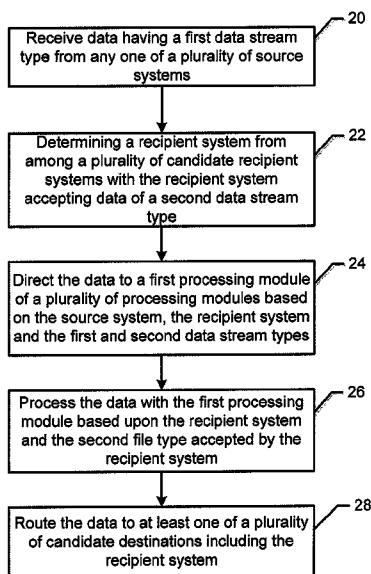 20
Receive data having a first data stream
type from any one of a plurality of source
systems
22
Determining a recipient system from
among a plurality of candidate recipient
systems with the recipient system
accepting data of a second data stream
type
24
Direct the data to a first processing module
of a plurality of processing modules based
on the source system, the recipient system
and the first and second data stream types
26
Process the data with the first processing
module based upon the recipient system
and the second file type accepted by the
recipient system
28
Route the data to at least one of a plurality
of candidate destinations including the
recipient system